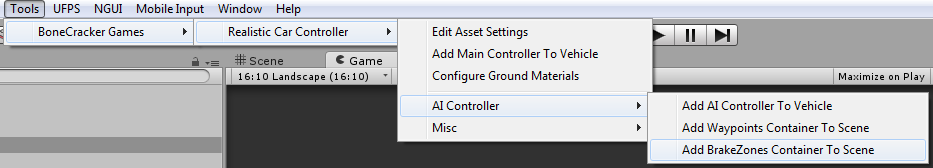 Tools UFPS NGUI Mobile Input Window Help
BoneCracker Games
Realistic Car Controller
Edit Asset Settings
Add Main Controller To Vehicle
Configure Ground Materials
AI Controller
Misc
Add AI Controller To Vehicle
Add Waypoints Container To Scene
Add BrakeZones Container To Scene
Scene Game
16:10 Landscape (16:10)
Maximize on Play